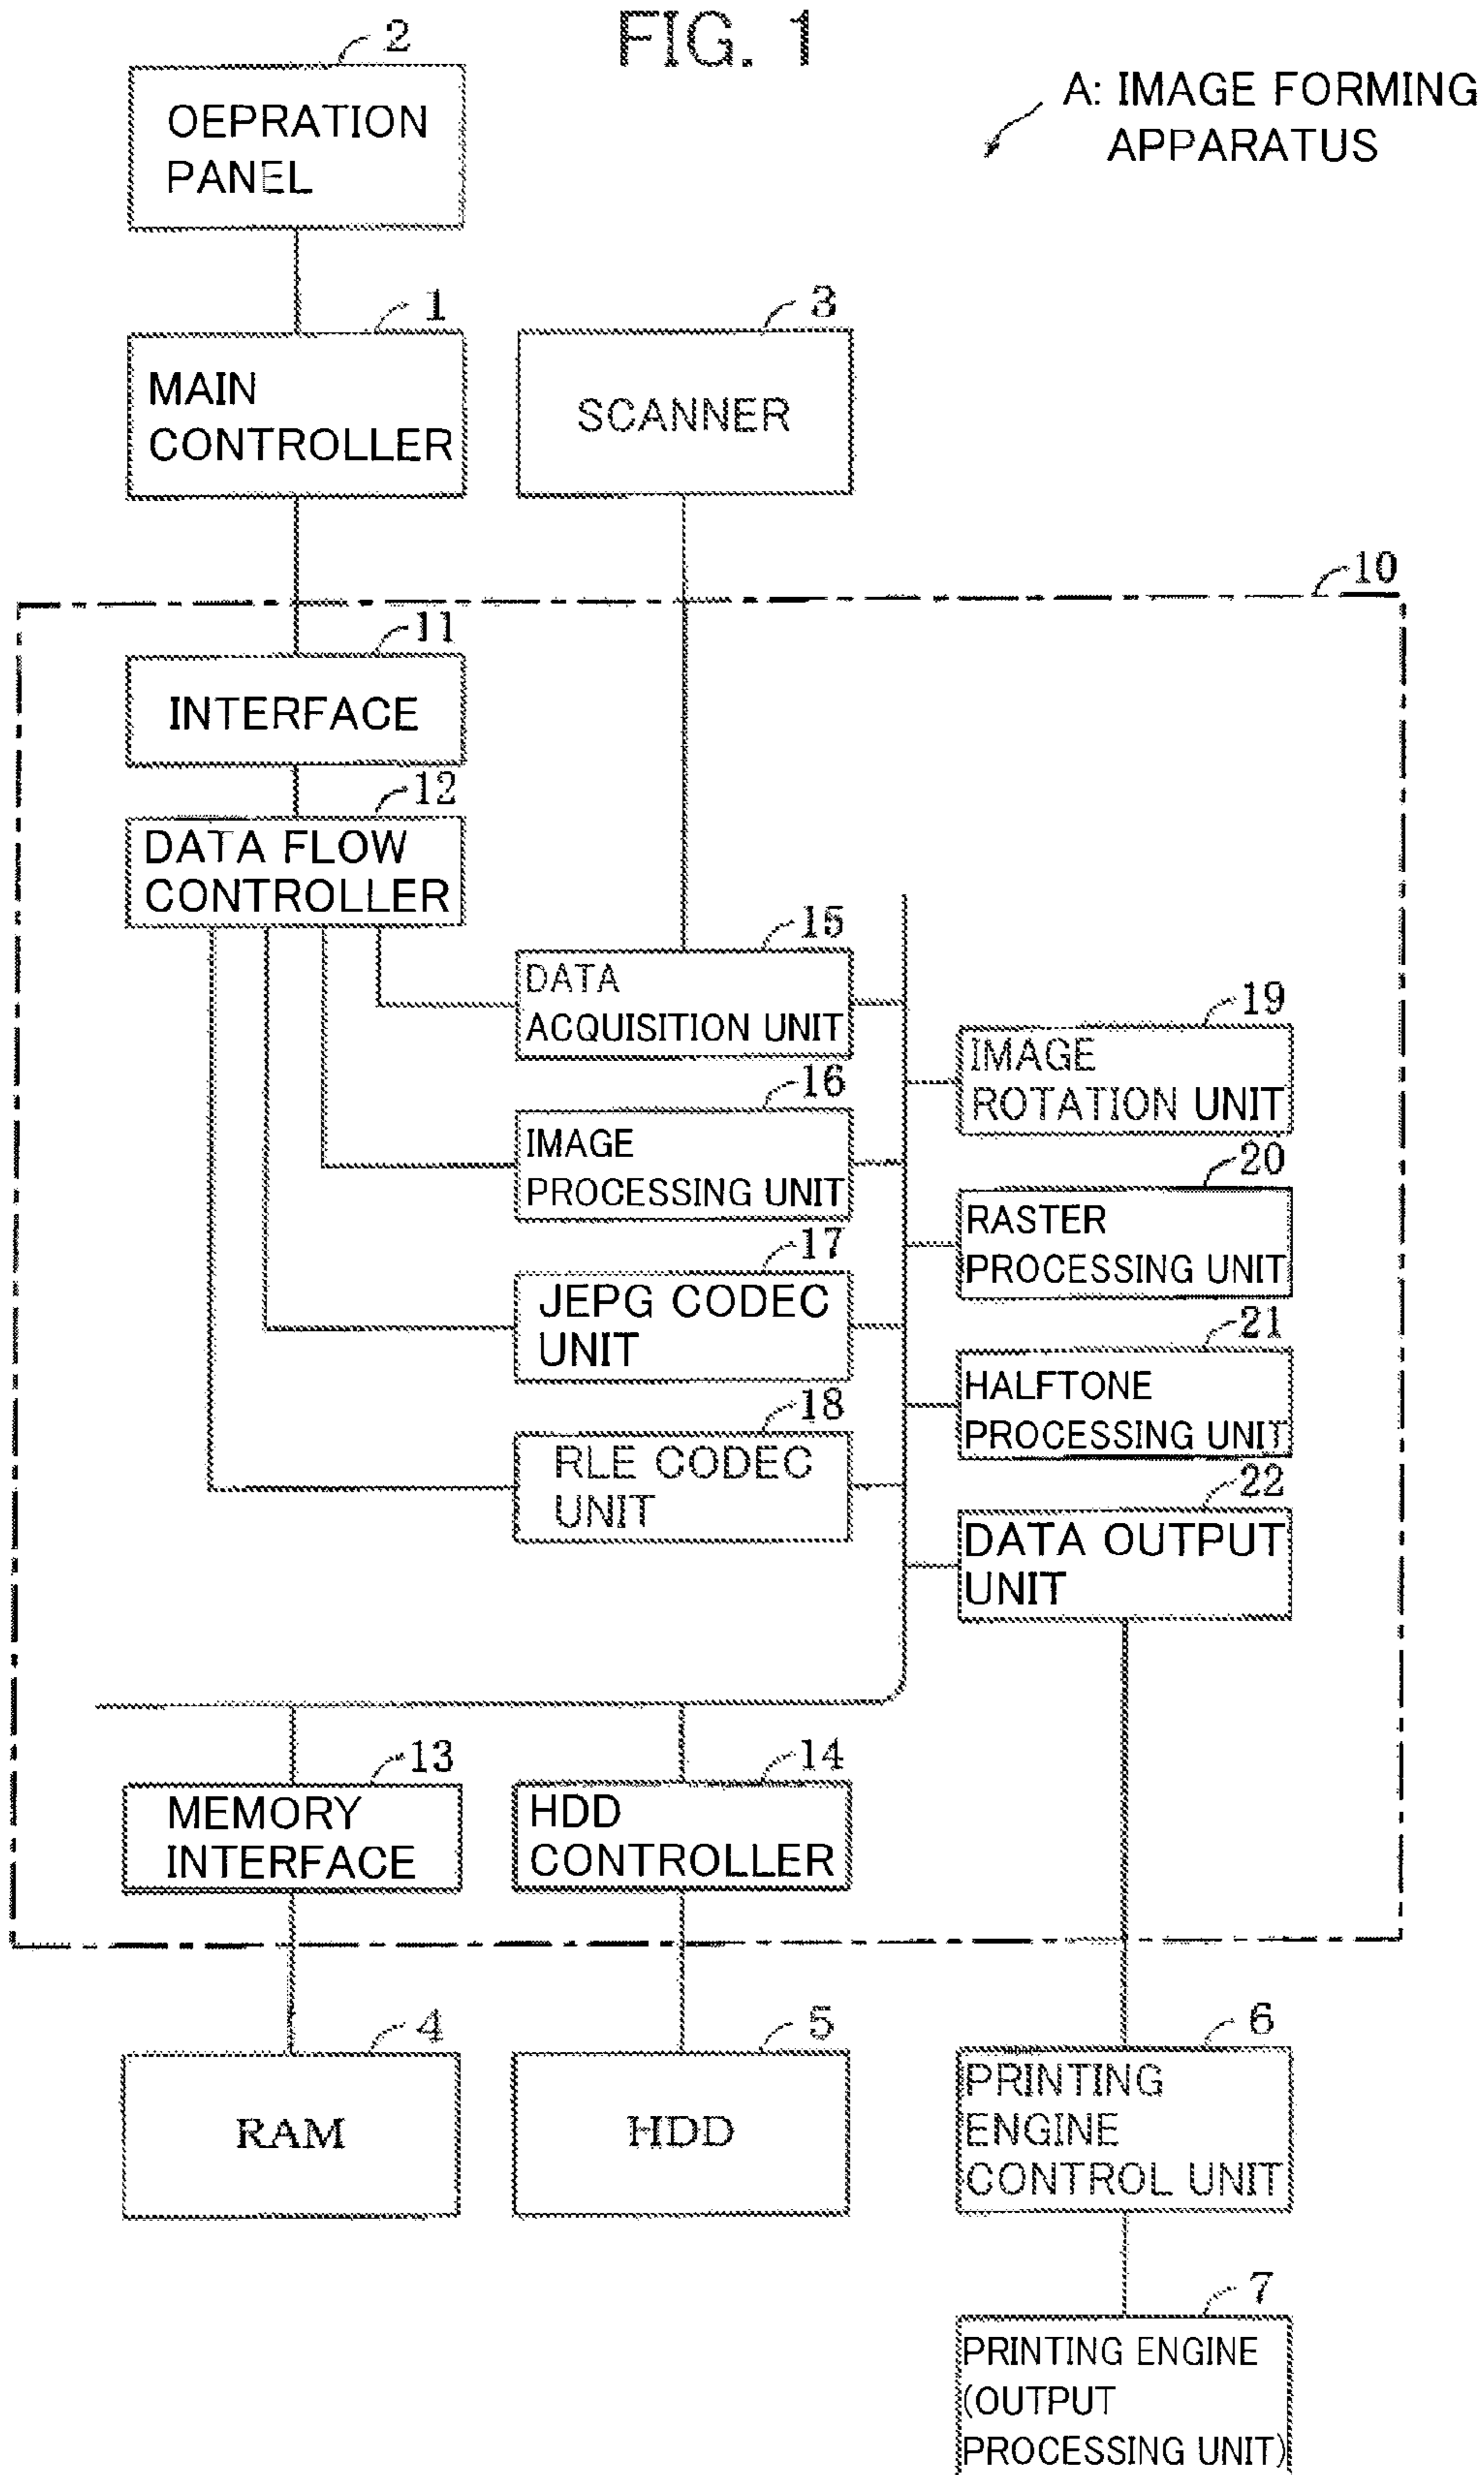 FIG. 1
A: IMAGE FORMING
APPARATUS
2
OEPRATION
PANEL
1
MAIN
CONTROLLER
3
SCANNER
10
11
INTERFACE
12
DATA FLOW
CONTROLLER
15
DATA
ACQUISITION UNIT
16
IMAGE
PROCESSING UNIT
17
JEPG CODEC
UNIT
18
RLE CODEC
UNIT
19
IMAGE
ROTATION UNIT
20
RASTER
PROCESSING UNIT
21
HALFTONE
PROCESSING UNIT
22
DATA OUTPUT
UNIT
13
MEMORY
INTERFACE
14
HDD
CONTROLLER
4
RAM
5
HDD
6
PRINTING
ENGINE
CONTROL UNIT
7
PRINTING ENGINE
(OUTPUT
PROCESSING UNIT)